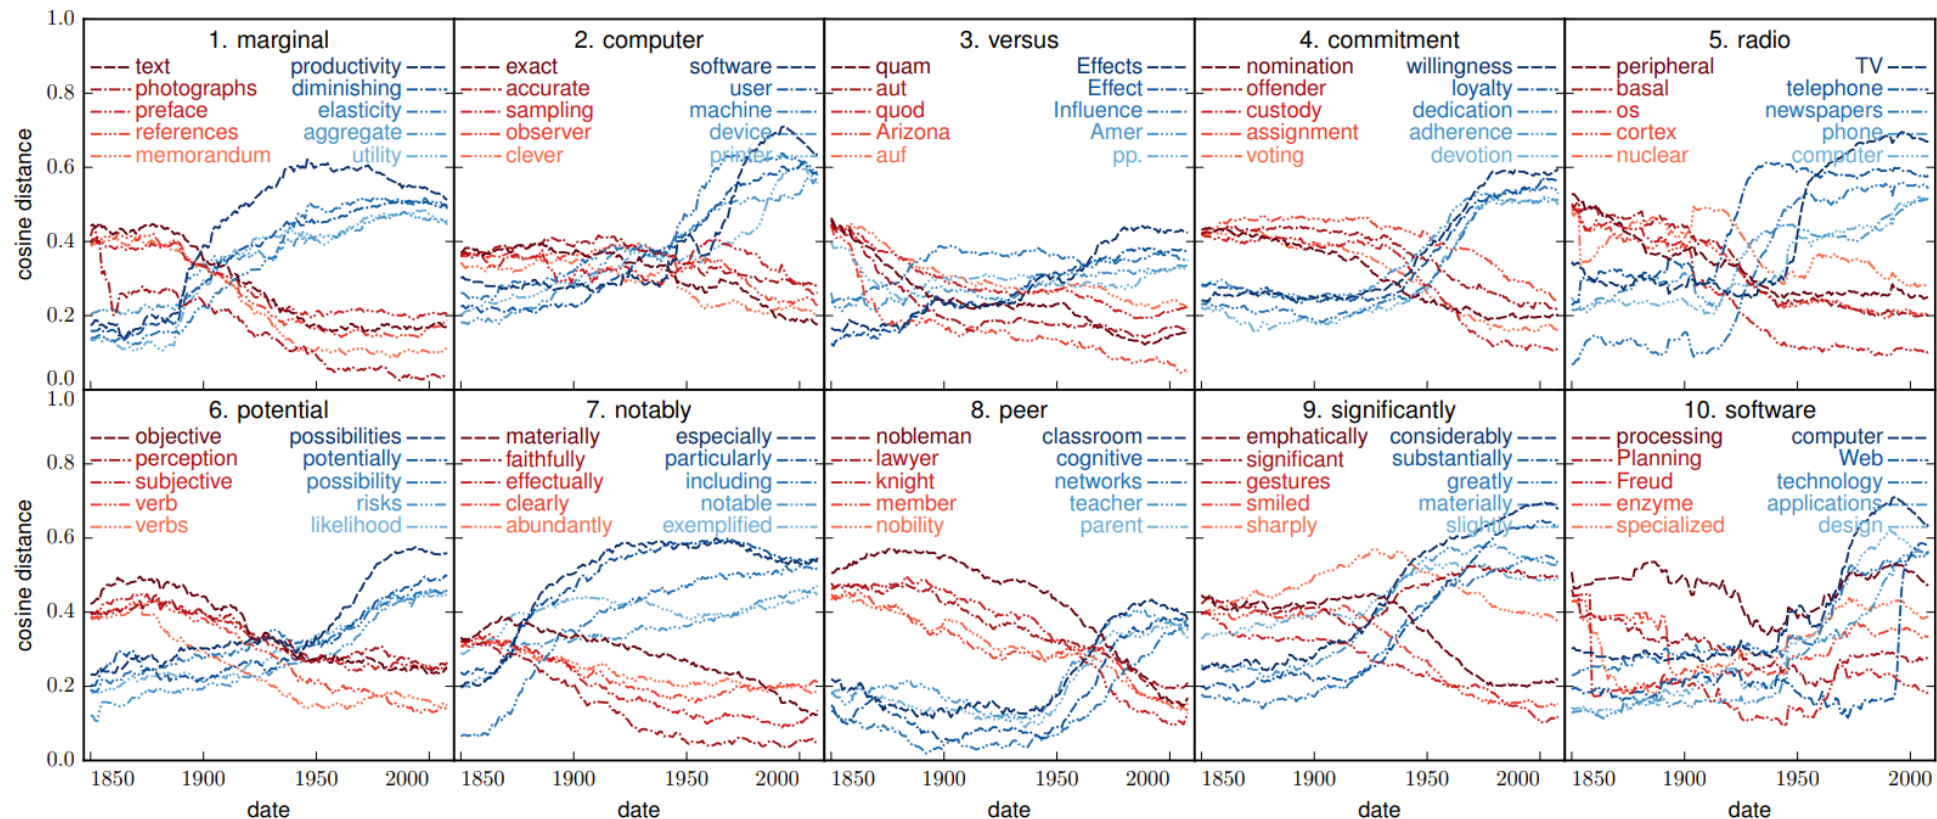 1.0
0.8
0.6
0.4
0.2
0.0
cosine distance
1. marginal
text productivity
photographs diminishing
preface elasticity
references aggregate
memorandum utility
2. computer
exact software
accurate user
sampling machine
observer device
clever printer
3. versus
quam Effects
aut Effect
quod Influence
Arizona Amer
auf pp.
4. commitment
nomination willingness
offender loyalty
custody dedication
assignment adherence
voting devotion
5. radio
peripheral TV
basal telephone
os newspapers
cortex phone
nuclear computer
1.0
0.8
0.6
0.4
0.2
0.0
cosine distance
6. potential
objective possibilities
perception potentially
subjective possibility
verb risks
verbs likelihood
7. notably
materially especially
faithfully particularly
effectually including
clearly notable
abundantly exemplified
8. peer
nobleman classroom
lawyer cognitive
knight networks
member teacher
nobility parent
9. significantly
emphatically considerably
significant substantially
gestures greatly
smiled materially
sharply slightly
10. software
processing computer
Planning Web
Freud technology
enzyme applications
specialized design
1850 1900 1950 2000
date
1850 1900 1950 2000
date
1850 1900 1950 2000
date
1850 1900 1950 2000
date
1850 1900 1950 2000
date